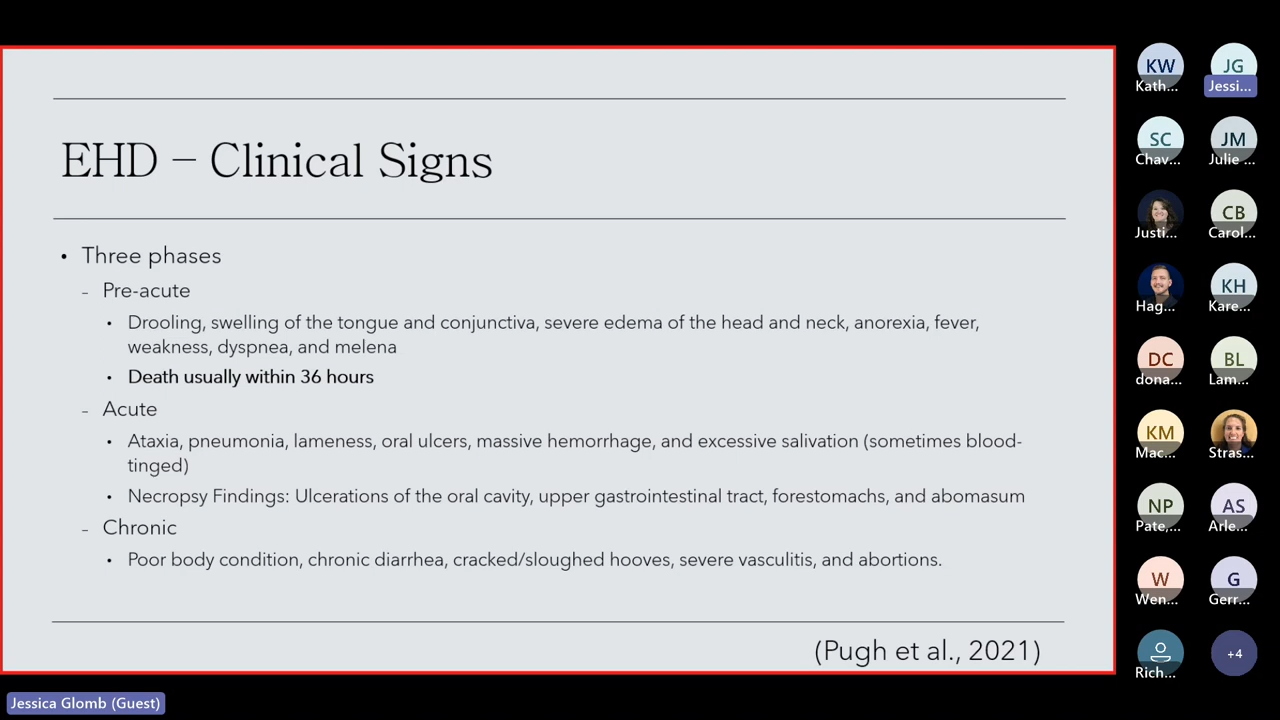 EHD – Clinical Signs
• Three phases
– Pre-acute
• Drooling, swelling of the tongue and conjunctiva, severe edema of the head and neck, anorexia, fever,
weakness, dyspnea, and melena
• Death usually within 36 hours
– Acute
• Ataxia, pneumonia, lameness, oral ulcers, massive hemorrhage, and excessive salivation (sometimes blood-
tinged)
• Necropsy Findings: Ulcerations of the oral cavity, upper gastrointestinal tract, forestomachs, and abomasum
– Chronic
• Poor body condition, chronic diarrhea, cracked/sloughed hooves, severe vasculitis, and abortions.
(Pugh et al., 2021)
Jessica Glomb (Guest)
KW JG
Kath... Jessi...
SC JM
Chav... Julie ...
CB
Justi... Carol...
KH
Hag... Kare...
DC BL
dona... Lam...
KM
Mac... Stras...
NP AS
Pate,... Arle...
W G
Wen... Gerr...
+4
Rich...